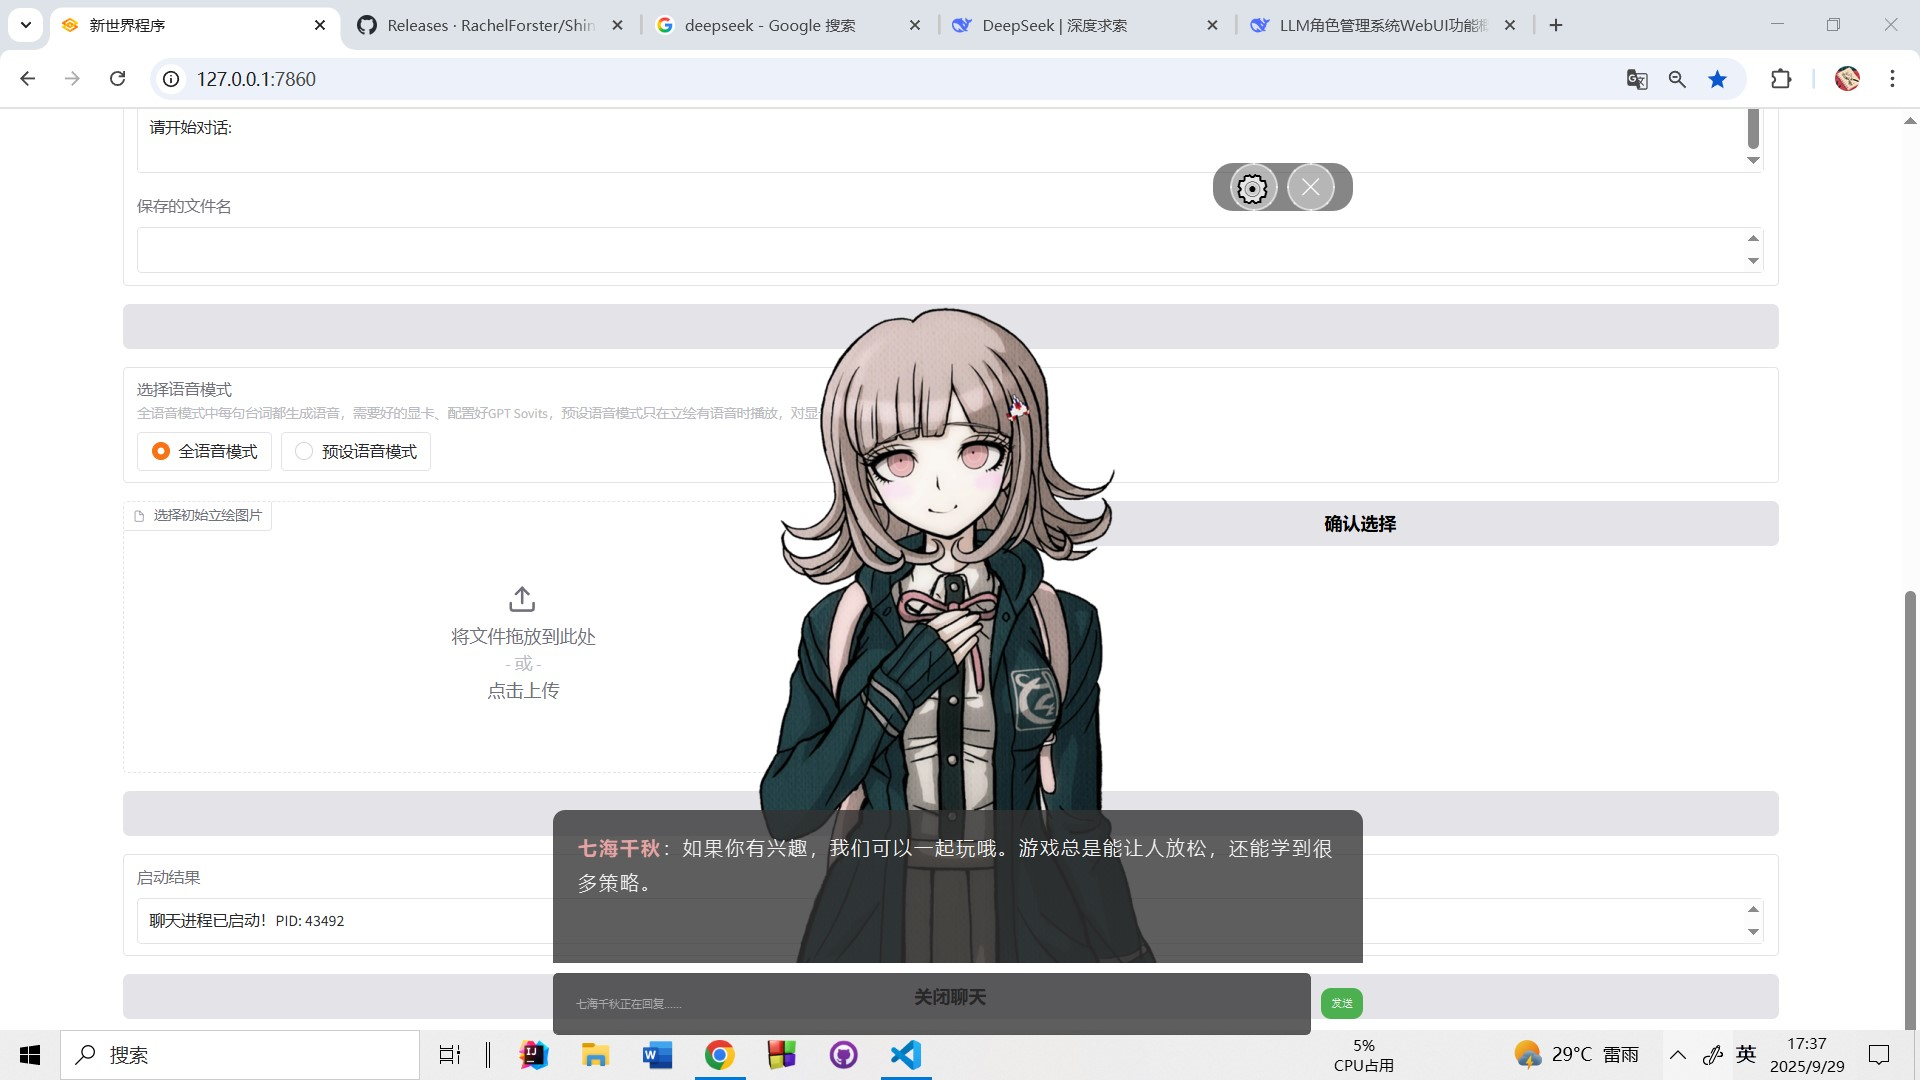 新世界程序
Releases · RachelForster/Shin
deepseek - Google 搜索
DeepSeek | 深度求索
LLM角色管理系统WebUI功能
127.0.0.1:7860
请开始对话:
保存的文件名
选择语音模式
全语音模式中每句台词都生成语音，需要好的显卡、配置好GPT Sovits，预设语音模式只在立绘有语音时播放，对显
全语音模式
预设语音模式
选择初始立绘图片
确认选择
将文件拖放到此处
- 或 -
点击上传
七海千秋：如果你有兴趣，我们可以一起玩哦。游戏总是能让人放松，还能学到很
多策略。
启动结果
聊天进程已启动！PID: 43492
关闭聊天
七海千秋正在回复......
发送
搜索
5%
CPU占用
29°C 雷雨
英
17:37
2025/9/29